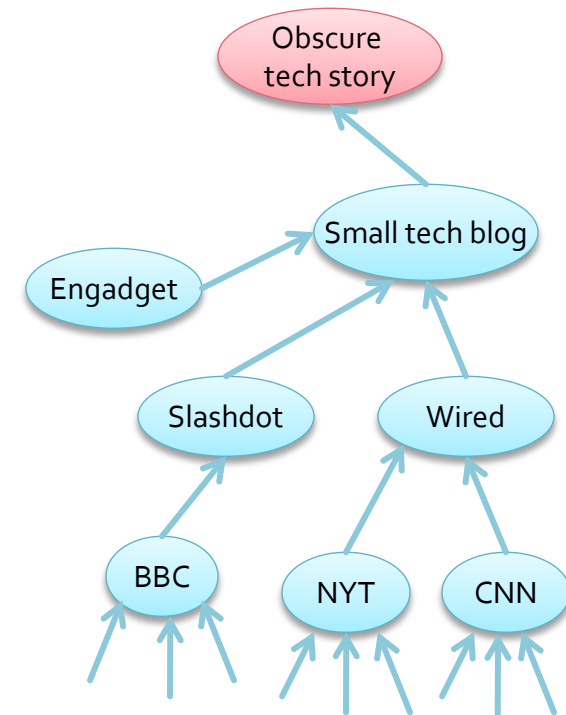 Obscure
tech story
Small tech blog
Engadget
Slashdot
Wired
BBC
NYT
CNN